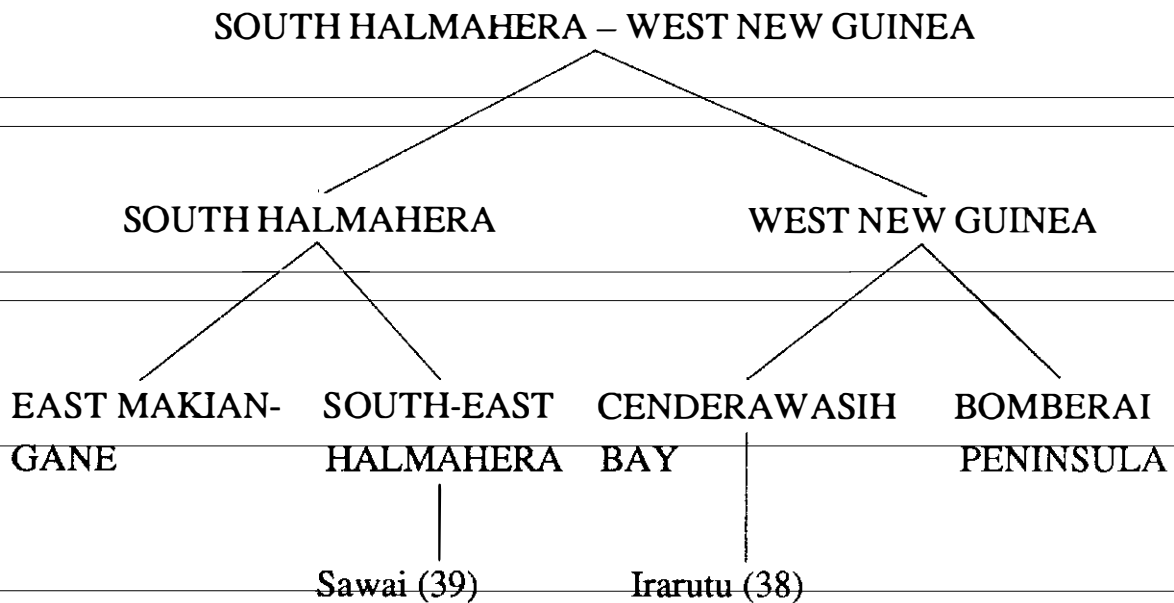 SOUTH HALMAHERA – WEST NEW GUINEA
SOUTH HALMAHERA
WEST NEW GUINEA
EAST MAKIAN-
GANE
SOUTH-EAST
HALMAHERA
CENDERAWASIH
BAY
BOMBERAI
PENINSULA
Sawai (39)
Irarutu (38)